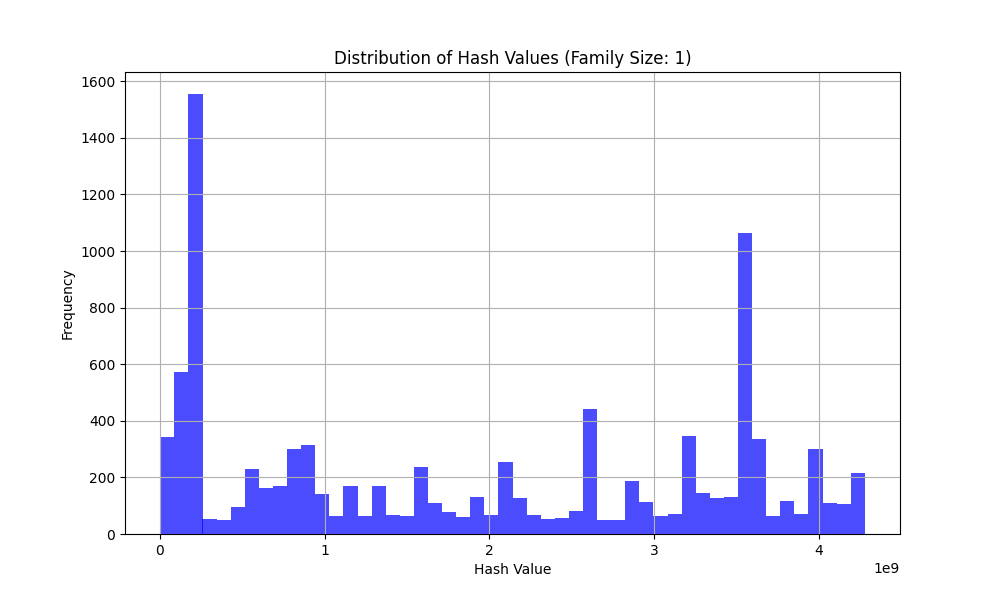 Distribution of Hash Values (Family Size: 1)
1600
1400
1200
1000
800
600
400
200
0
Frequency
0 1 2 3 4
1e9
Hash Value